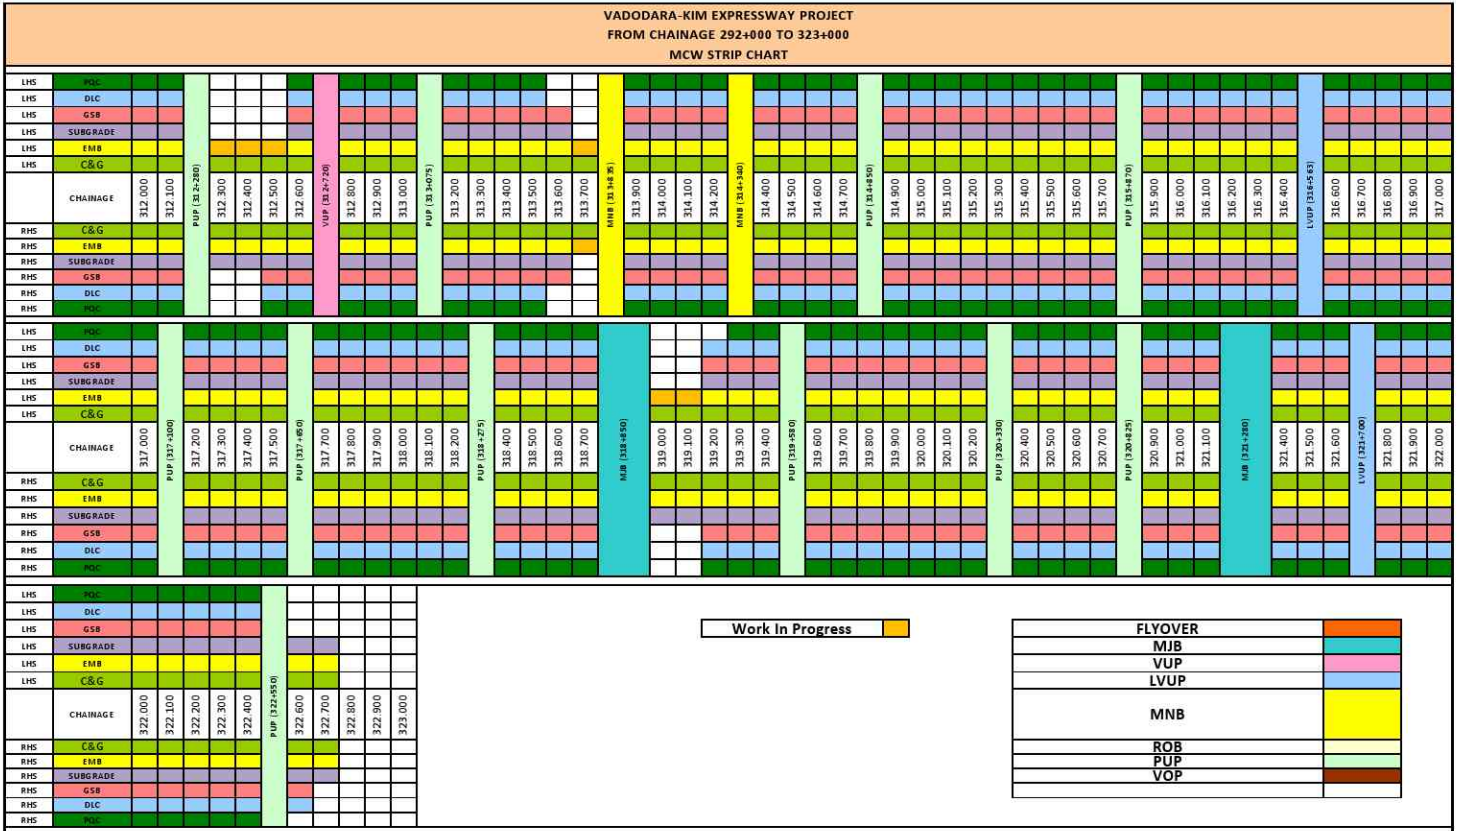 VADODARA-KIM EXPRESSWAY PROJECT
FROM CHAINAGE 292+000 TO 323+000
MCW STRIP CHART
LHS PQC
LHS DLC
LHS GSB
LHS SUBGRADE
LHS EMB
LHS C&G
CHAINAGE 312.000 312.100 PUP (312+280) 312.300 312.400 312.500 312.600 VUP (312+720) 312.800 312.900 313.000 PUP (313+075) 313.200 313.300 313.400 313.500 313.600 313.700 MNB (313+835) 313.900 314.000 314.100 314.200 MNB (314+340) 314.400 314.500 314.600 314.700 PUP (314+850) 314.900 315.000 315.100 315.200 315.300 315.400 315.500 315.600 315.700 PUP (315+870) 315.900 316.000 316.100 316.200 316.300 316.400 LVUP (316+563) 316.600 316.700 316.800 316.900 317.000
RHS C&G
RHS EMB
RHS SUBGRADE
RHS GSB
RHS DLC
RHS PQC
LHS PQC
LHS DLC
LHS GSB
LHS SUBGRADE
LHS EMB
LHS C&G
CHAINAGE 317.000 PUP (317+100) 317.200 317.300 317.400 317.500 PUP (317+650) 317.700 317.800 317.900 318.000 318.100 318.200 PUP (318+275) 318.400 318.500 318.600 318.700 MJB (318+850) 319.000 319.100 319.200 319.300 319.400 PUP (319+580) 319.600 319.700 319.800 319.900 320.000 320.100 320.200 PUP (320+330) 320.400 320.500 320.600 320.700 PUP (320+825) 320.900 321.000 321.100 MJB (321+280) 321.400 321.500 321.600 LVUP (321+700) 321.800 321.900 322.000
RHS C&G
RHS EMB
RHS SUBGRADE
RHS GSB
RHS DLC
RHS PQC
LHS PQC
LHS DLC
LHS GSB
LHS SUBGRADE
LHS EMB
LHS C&G
CHAINAGE 322.000 322.100 322.200 322.300 322.400 PUP (322+550) 322.600 322.700 322.800 322.900 323.000
RHS C&G
RHS EMB
RHS SUBGRADE
RHS GSB
RHS DLC
RHS PQC
Work In Progress
FLYOVER
MJB
VUP
LVUP
MNB
ROB
PUP
VOP